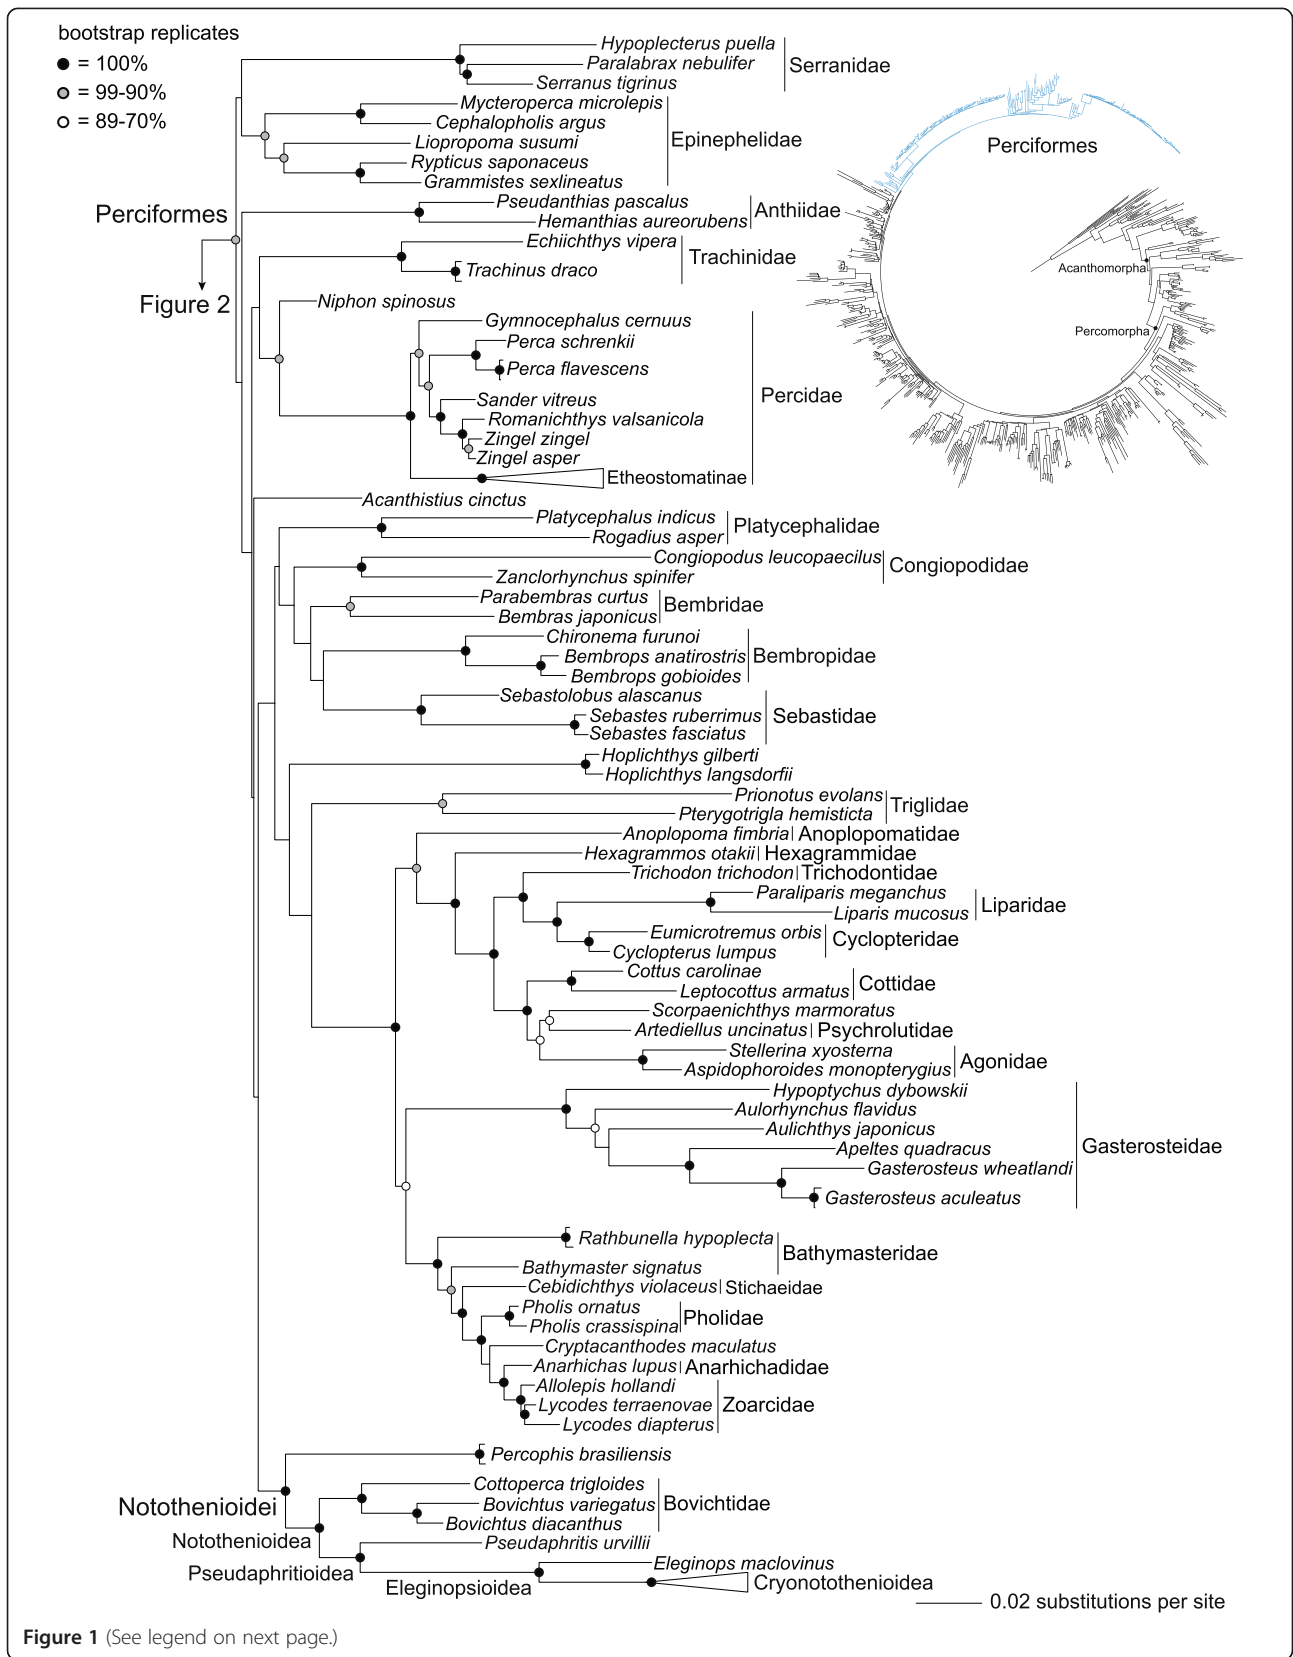 bootstrap replicates
= 100%
= 99-90%
= 89-70%
Hypoplecterus puella
Paralabrax nebulifer
Serranus tigrinus
Serranidae
Mycteroperca microlepis
Cephalopholis argus
Liopropoma susumi
Rypticus saponaceus
Grammistes sexlineatus
Epinephelidae
Perciformes
Perciformes
Figure 2
Pseudanthias pascalus
Hemanthias aureorubens
Anthiidae
Echiichthys vipera
Trachinus draco
Trachinidae
Acanthomorpha
Percomorpha
Niphon spinosus
Gymnocephalus cernuus
Perca schrenkii
Perca flavescens
Sander vitreus
Romanichthys valsanicola
Zingel zingel
Zingel asper
Etheostomatinae
Percidae
Acanthistius cinctus
Platycephalus indicus
Rogadius asper
Platycephalidae
Congiopodus leucopaecilus
Zanclorhynchus spinifer
Congiopodidae
Parabembras curtus
Bembras japonicus
Bembridae
Chironema furunoi
Bembrops anatirostris
Bembrops gobioides
Bembropidae
Sebastolobus alascanus
Sebastes ruberrimus
Sebastes fasciatus
Sebastidae
Hoplichthys gilberti
Hoplichthys langsdorfii
Prionotus evolans
Pterygotrigla hemisticta
Triglidae
Anoplopoma fimbria Anoplopomatidae
Hexagrammos otakii Hexagrammidae
Trichodon trichodon Trichodontidae
Paraliparis meganchus
Liparis mucosus
Liparidae
Eumicrotremus orbis
Cyclopterus lumpus
Cyclopteridae
Cottus carolinae
Leptocottus armatus
Cottidae
Scorpaenichthys marmoratus
Artediellus uncinatus Psychrolutidae
Stellerina xyosterna
Aspidophoroides monopterygius
Agonidae
Hypoptychus dybowskii
Aulorhynchus flavidus
Aulichthys japonicus
Apeltes quadracus
Gasterosteus wheatlandi
Gasterosteus aculeatus
Gasterosteidae
Rathbunella hypoplecta
Bathymaster signatus
Bathymasteridae
Cebidichthys violaceus Stichaeidae
Pholis ornatus
Pholis crassispina
Pholidae
Cryptacanthodes maculatus
Anarhichas lupus Anarhichadidae
Allolepis hollandi
Lycodes terraenovae
Lycodes diapterus
Zoarcidae
Percophis brasiliensis
Notothenioidei
Cottoperca trigloides
Bovichtus variegatus
Bovichtus diacanthus
Bovichtidae
Notothenioidea
Pseudaphritis urvillii
Pseudaphritioidea
Eleginops maclovinus
Eleginopsioidea
Cryonotothenioidea
0.02 substitutions per site
Figure 1 (See legend on next page.)